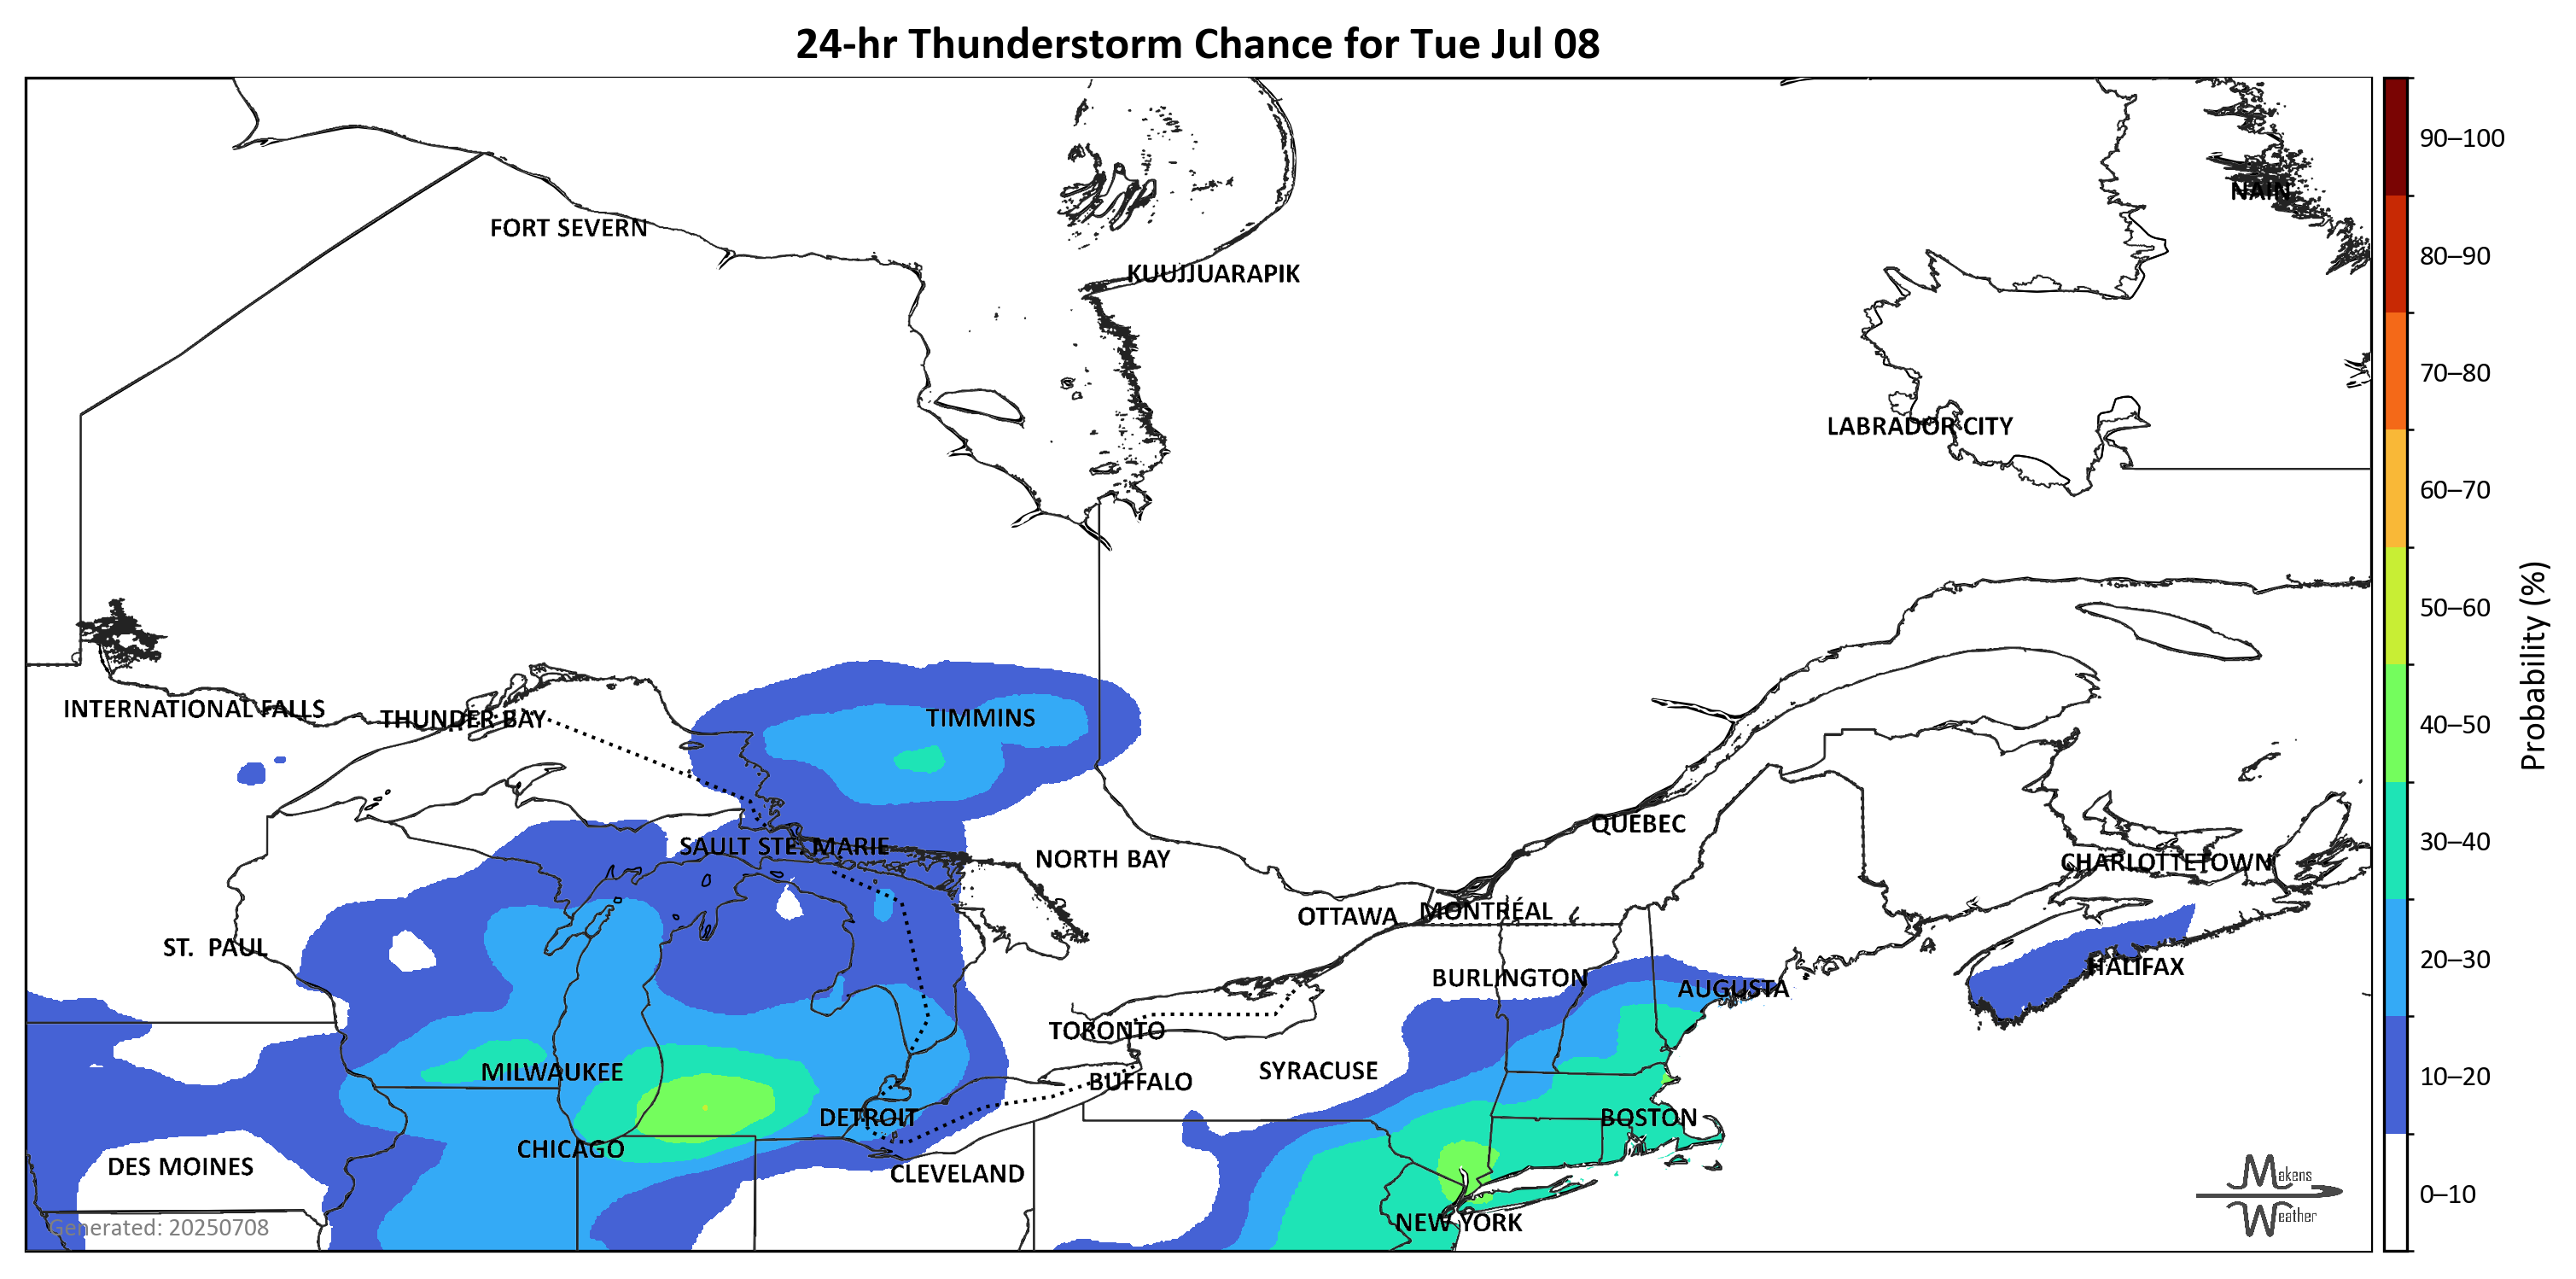 24-hr Thunderstorm Chance for Tue Jul 08
90–100
NAIN
FORT SEVERN
80–90
KUUJJUARAPIK
70–80
LABRADOR CITY
60–70
50–60
Probability (%)
INTERNATIONAL FALLS
THUNDER BAY
TIMMINS
40–50
QUEBEC
30–40
SAULT STE. MARIE
NORTH BAY
CHARLOTTETOWN
OTTAWA
MONTRÉAL
ST. PAUL
20–30
HALIFAX
BURLINGTON
AUGUSTA
TORONTO
MILWAUKEE
SYRACUSE
BUFFALO
10–20
DETROIT
BOSTON
CHICAGO
DES MOINES
CLEVELAND
Makens
Weather
0–10
NEW YORK
Generated: 20250708